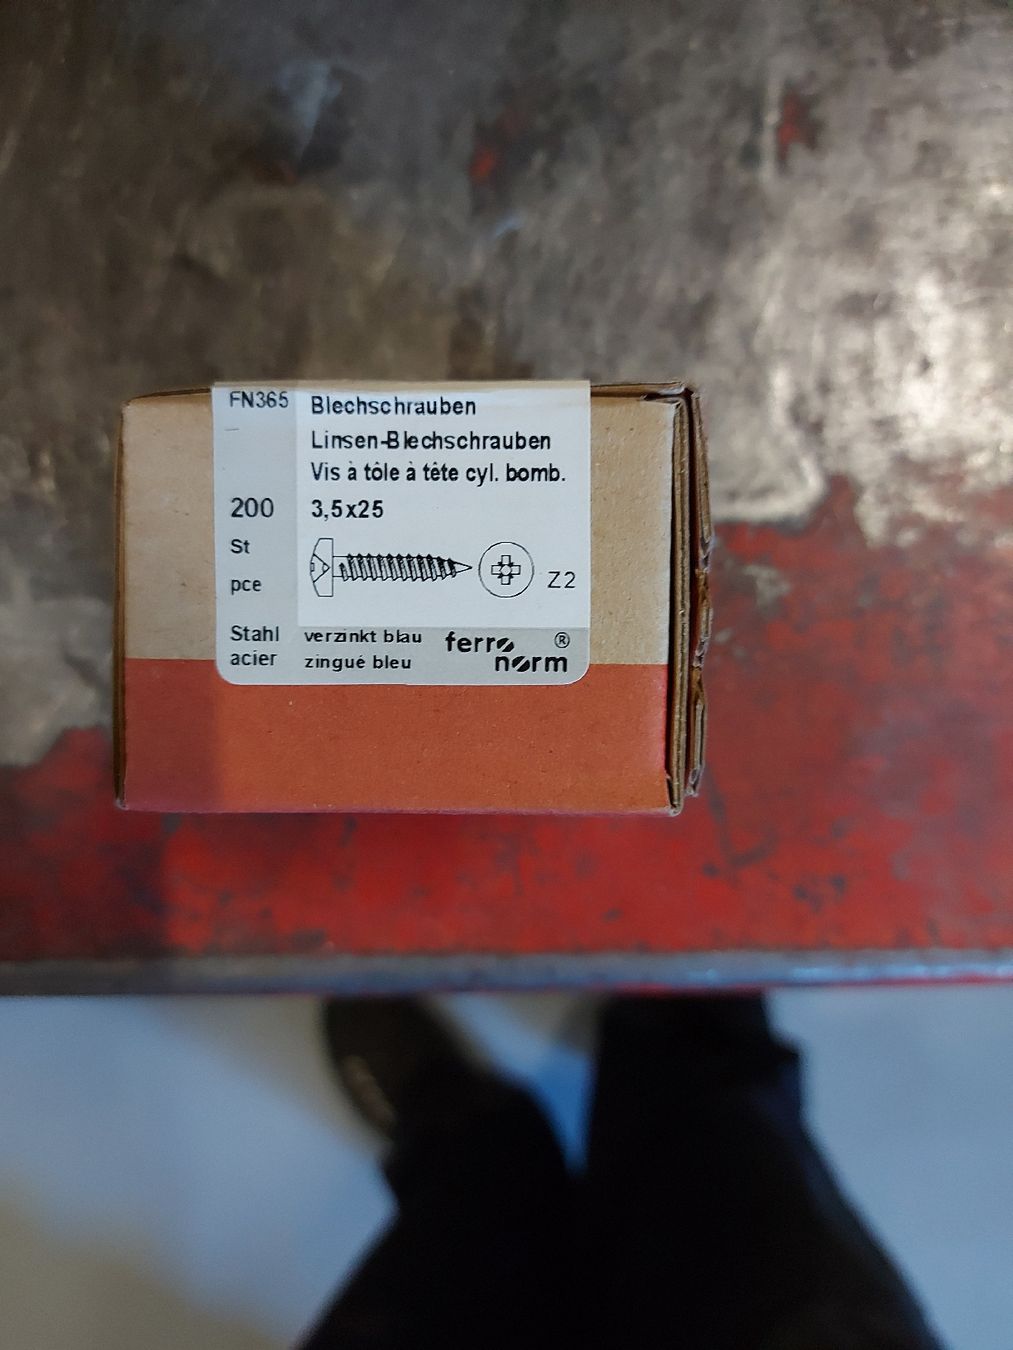 FN365
Blechschrauben
Linsen-Blechschrauben
Vis à tôle à tête cyl. bomb.
200
3,5x25
St
pce
Z2
Stahl
acier
verzinkt blau
zingué bleu
ferro
norm
®